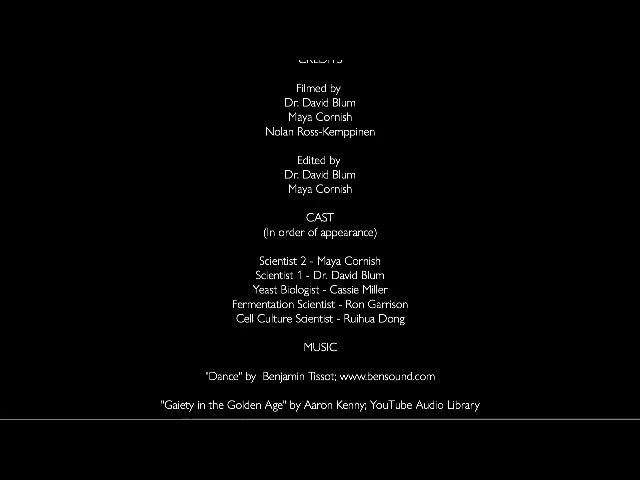 CREDITS
Filmed by
Dr. David Blum
Maya Cornish
Nolan Ross-Kemppinen
Edited by
Dr. David Blum
Maya Cornish
CAST
(In order of appearance)
Scientist 2 - Maya Cornish
Scientist 1 - Dr. David Blum
Yeast Biologist - Cassie Miller
Fermentation Scientist - Ron Garrison
Cell Culture Scientist - Ruihua Dong
MUSIC
"Dance" by  Benjamin Tissot; www.bensound.com
"Gaiety in the Golden Age" by Aaron Kenny; YouTube Audio Library